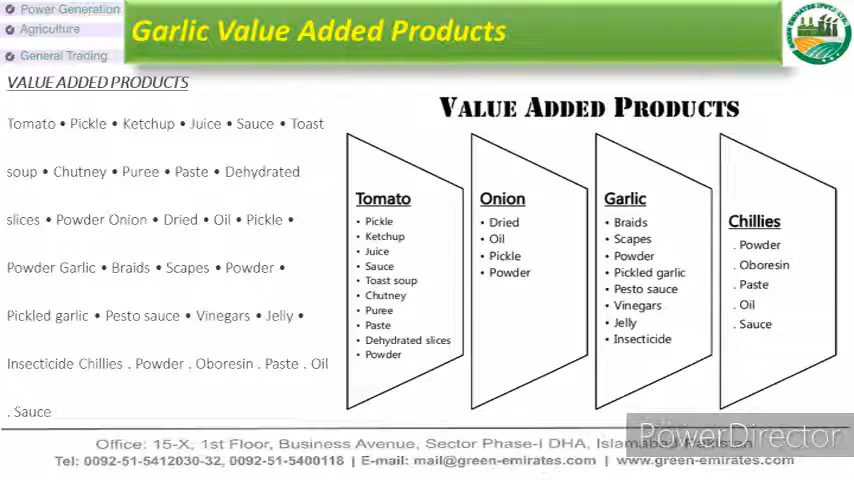 Power Generation
Agriculture
General Trading
Garlic Value Added Products
VALUE ADDED PRODUCTS
Tomato • Pickle • Ketchup • Juice • Sauce • Toast
soup • Chutney • Puree • Paste • Dehydrated
slices • Powder Onion • Dried • Oil • Pickle •
Powder Garlic • Braids • Scapes • Powder •
Pickled garlic • Pesto sauce • Vinegars • Jelly •
Insecticide Chillies . Powder . Oboresin . Paste . Oil
. Sauce
VALUE ADDED PRODUCTS
Tomato
• Pickle
• Ketchup
• Juice
• Sauce
• Toast soup
• Chutney
• Puree
• Paste
• Dehydrated slices
• Powder
Onion
• Dried
• Oil
• Pickle
• Powder
Garlic
• Braids
• Scapes
• Powder
• Pickled garlic
• Pesto sauce
• Vinegars
• Jelly
• Insecticide
Chillies
. Powder
. Oboresin
. Paste
. Oil
. Sauce
PowerDirector
Office: 15-X, 1st Floor, Business Avenue, Sector Phase-I DHA, Islamabad Pakistan
Tel: 0092-51-5412030-32, 0092-51-5400118 | E-mail: mail@green-emirates.com | www.green-emirates.com